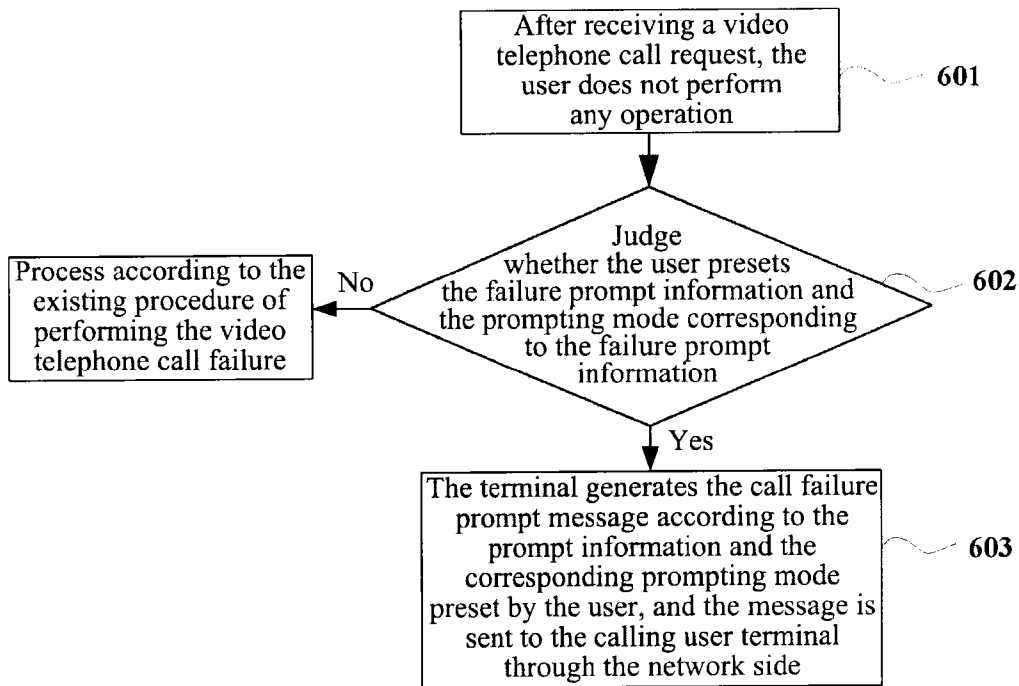 After receiving a video
telephone call request, the
user does not perform
any operation
601
Judge
whether the user presets
the failure prompt information and
the prompting mode corresponding
to the failure prompt
information
602
No
Process according to the
existing procedure of
performing the video
telephone call failure
Yes
The terminal generates the call failure
prompt message according to the
prompt information and the
corresponding prompting mode
preset by the user, and the message is
sent to the calling user terminal
through the network side
603